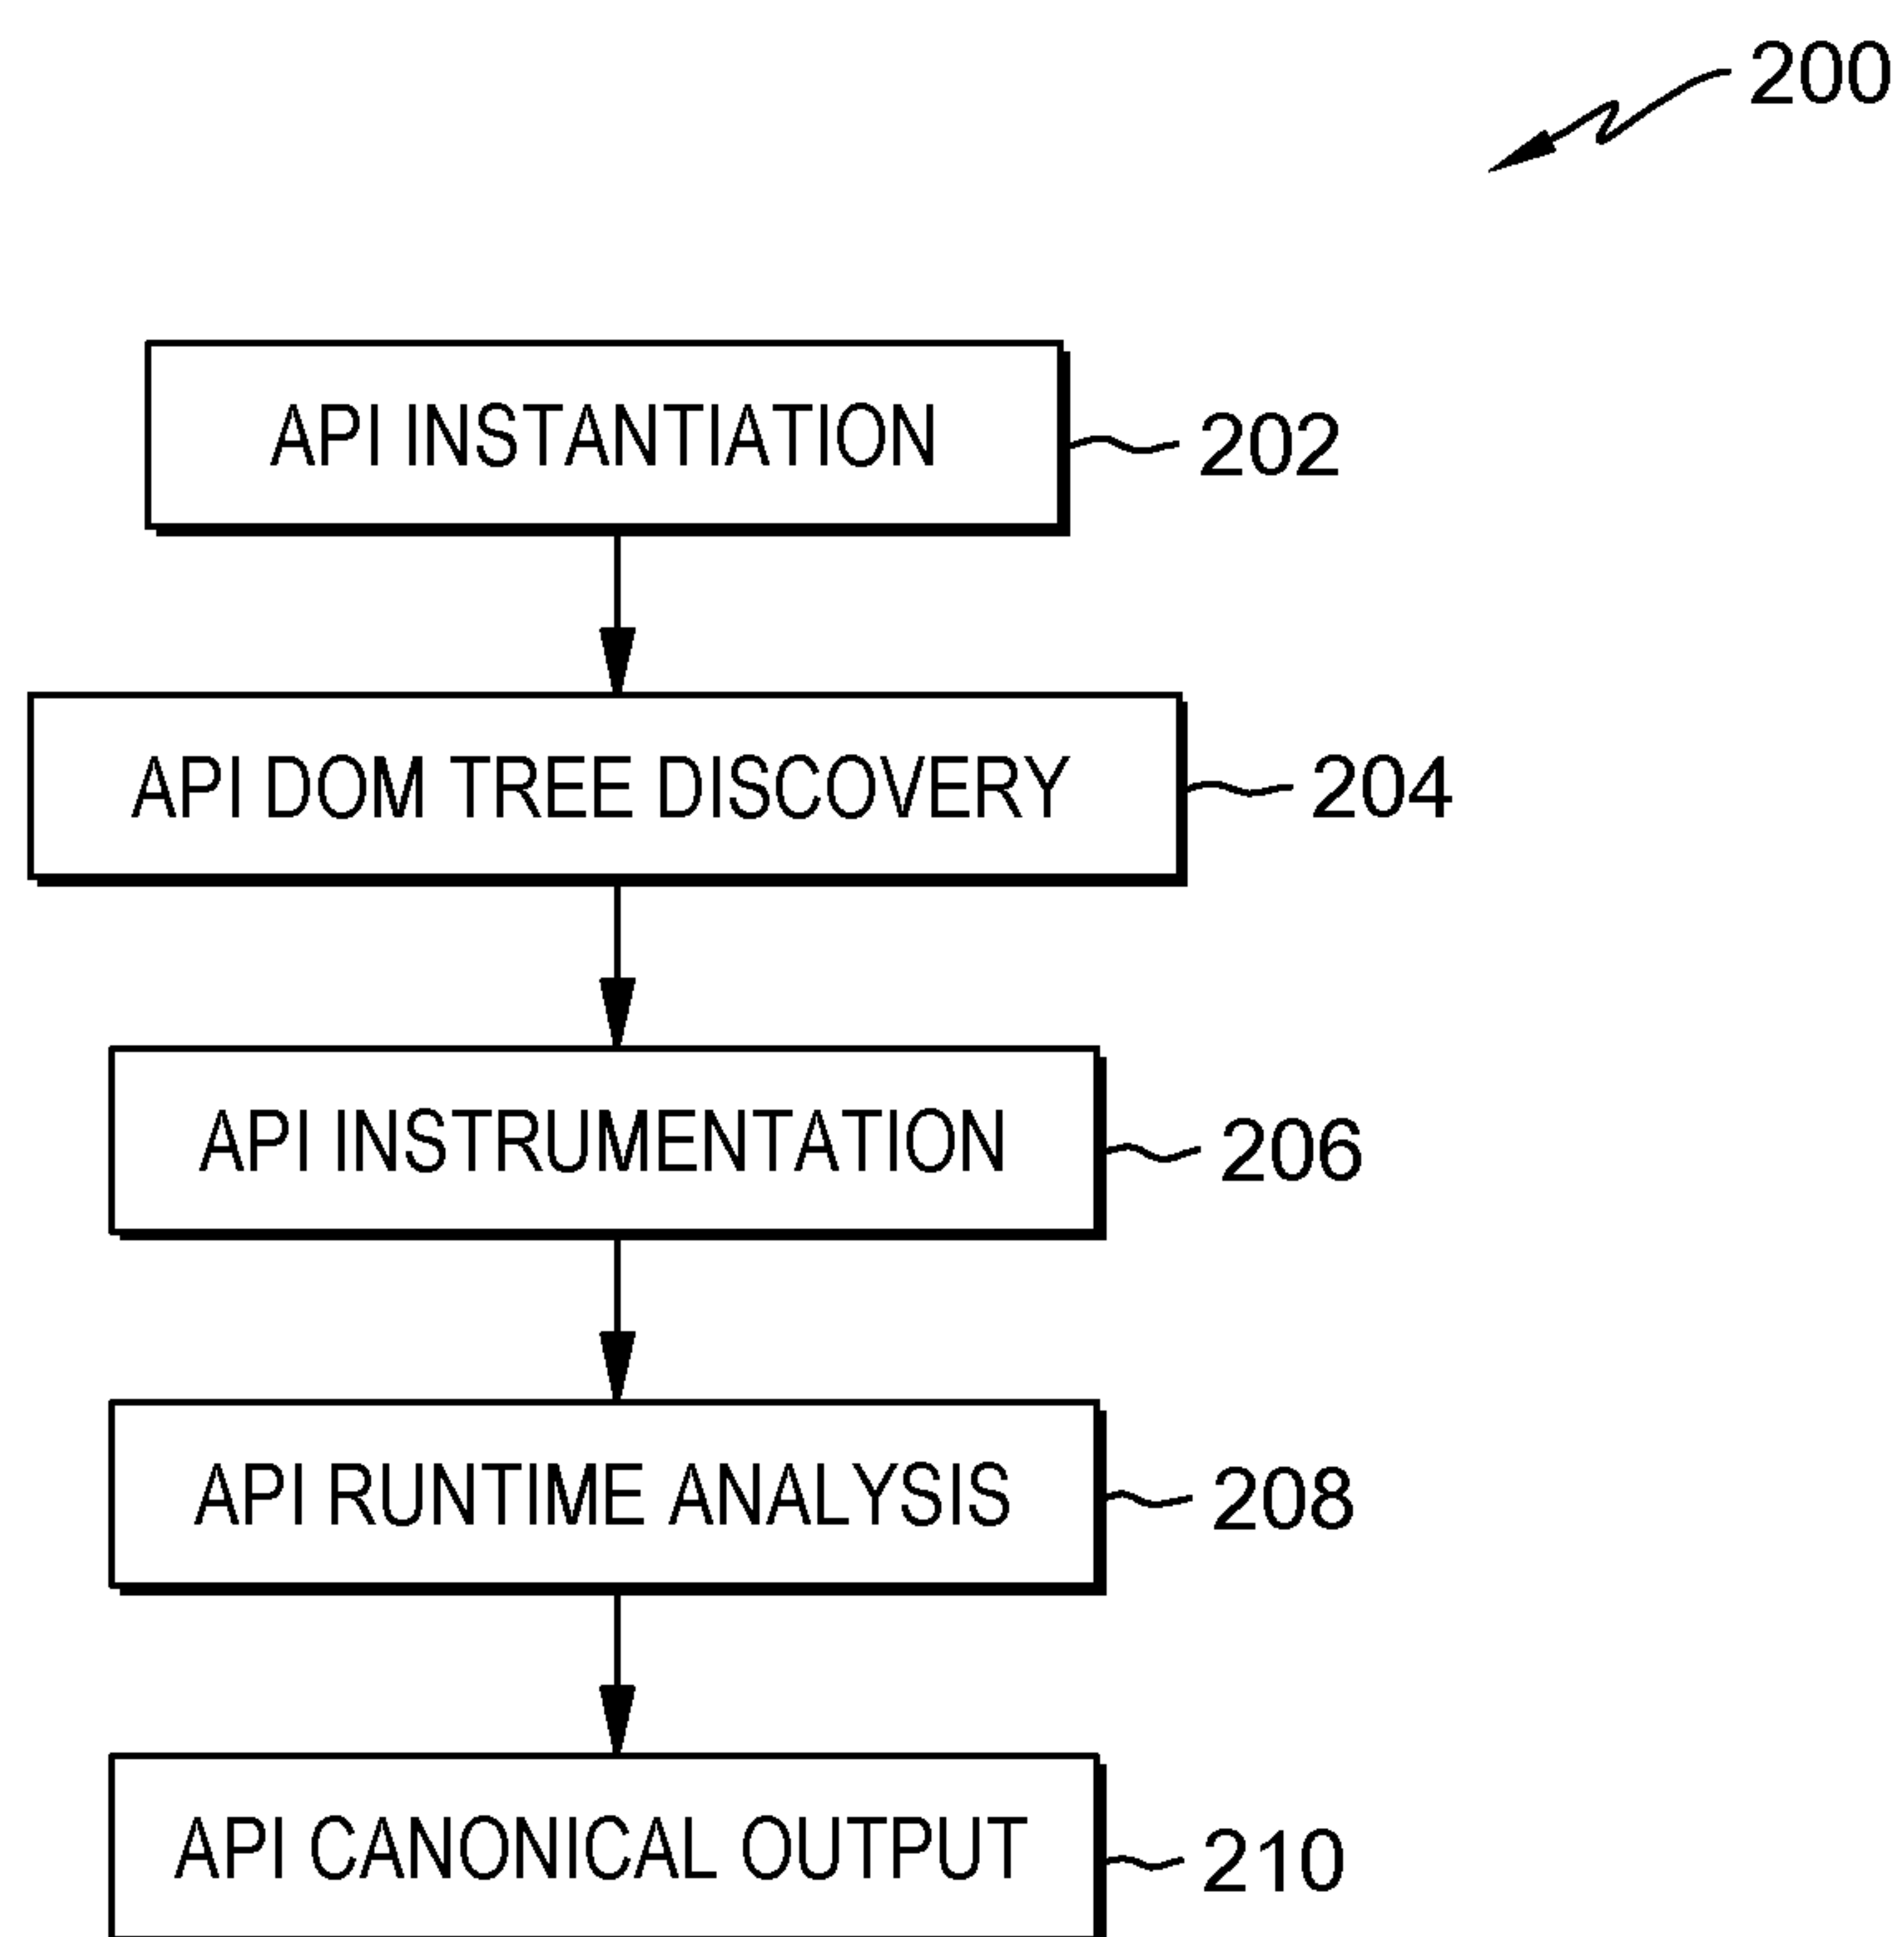 200
API INSTANTIATION
202
API DOM TREE DISCOVERY
204
API INSTRUMENTATION
206
API RUNTIME ANALYSIS
208
API CANONICAL OUTPUT
210